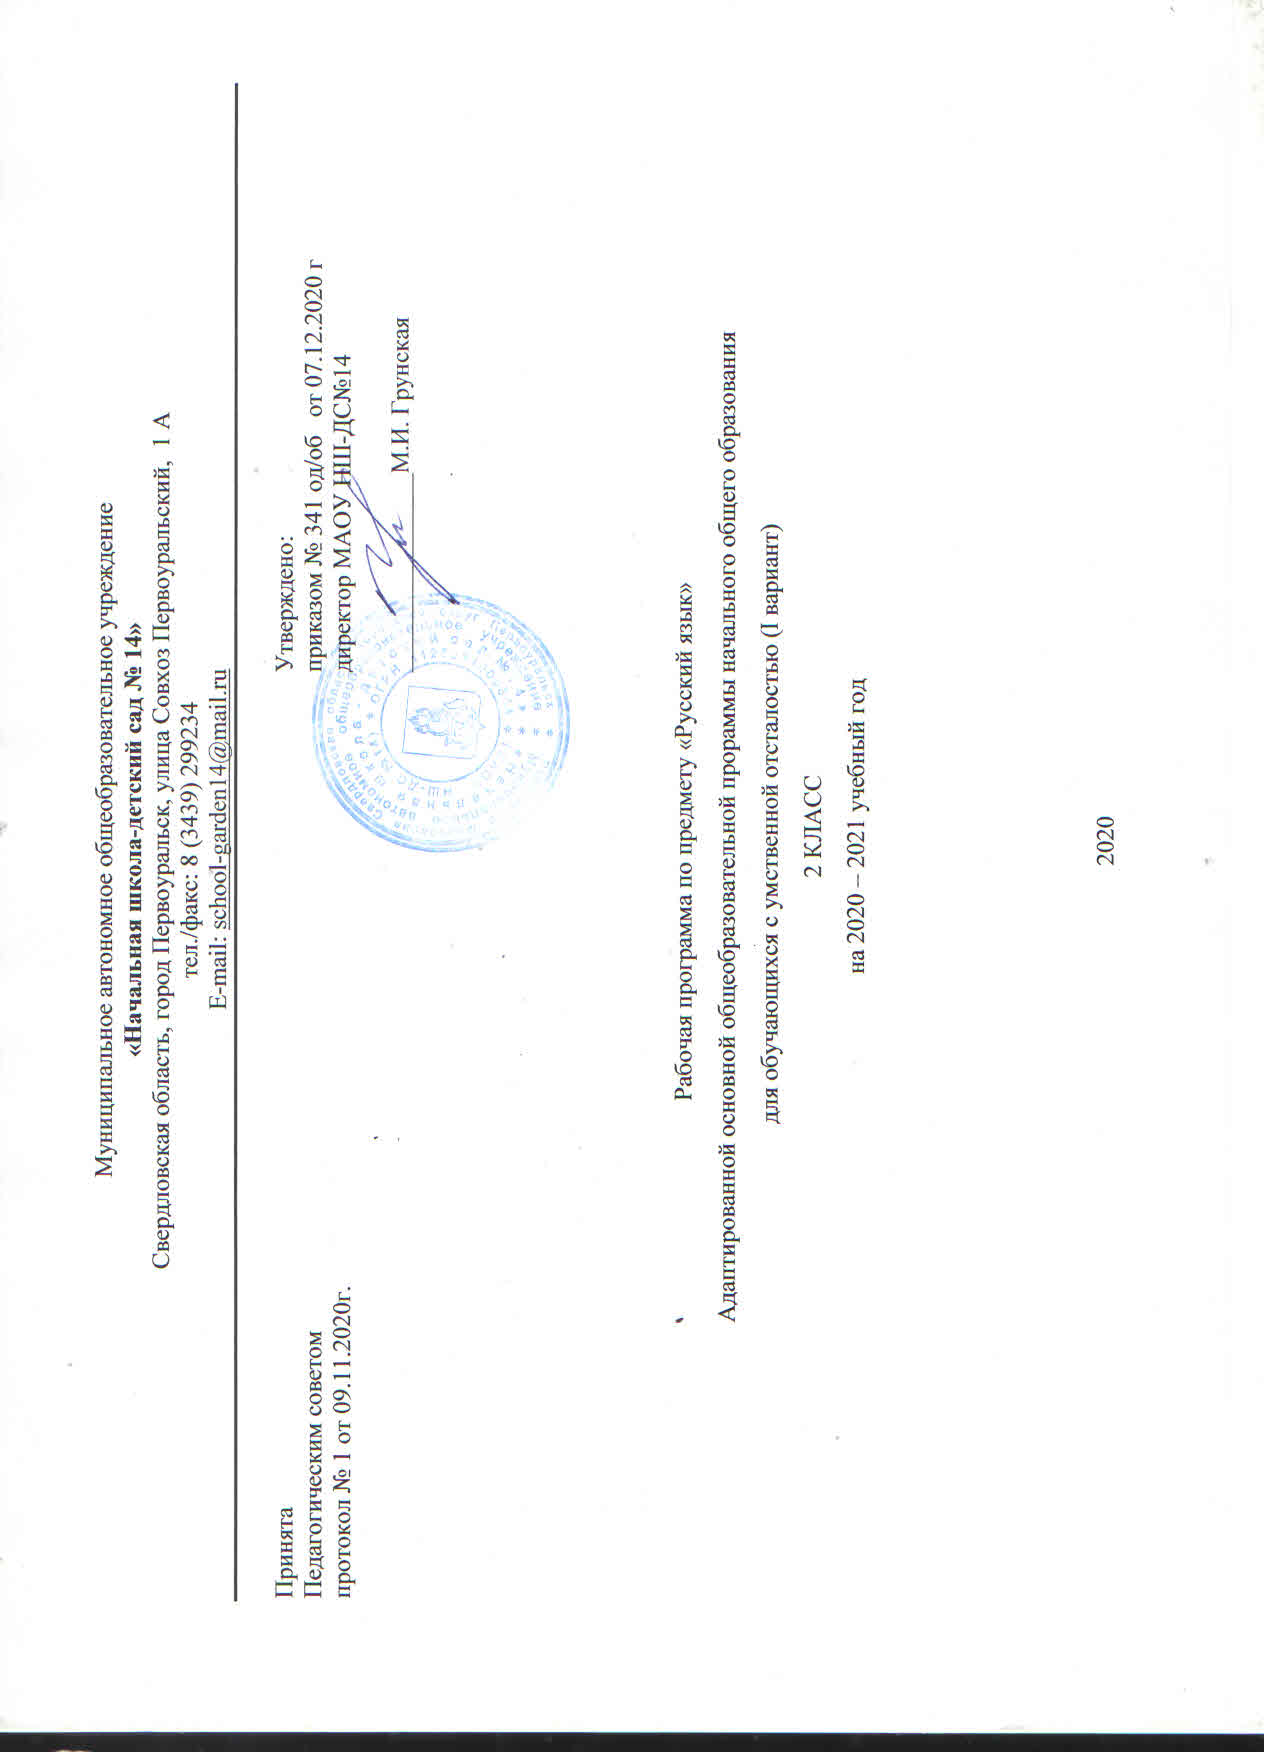 Муниципальное автономное общеобразовательное учреждение
«Начальная школа-детский сад № 14»
Свердловская область, город Первоуральск, улица Совхоз Первоуральский, 1 А
тел./факс: 8 (3439) 299234
E-mail: school-garden14@mail.ru
Принята
Педагогическим советом
протокол № 1 от 09.11.2020г.
Утверждено:
приказом № 341 од/об от 07.12.2020 г
директор МАОУ НШ-ДС№14
М.И. Грунская
Рабочая программа по предмету «Русский язык»
Адаптированной основной общеобразовательной прораммы начального общего образования
для обучающихся с умственной отсталостью (I вариант)
2 КЛАСС
на 2020 – 2021 учебный год
2020